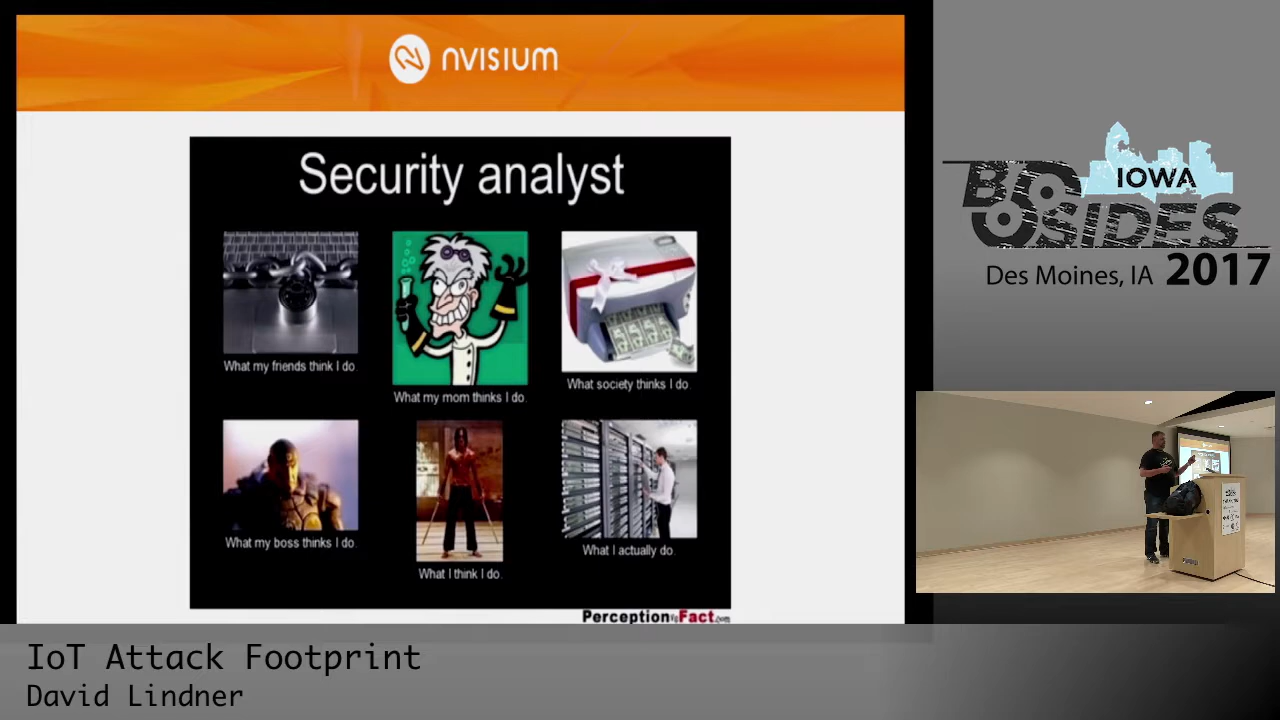 nVISIUM
Security analyst
What my friends think I do.
What my mom thinks I do.
What society thinks I do.
What my boss thinks I do.
What I think I do.
What I actually do.
PerceptionvsFact.com
BSIDES
IOWA
Des Moines, IA 2017
IoT Attack Footprint
David Lindner